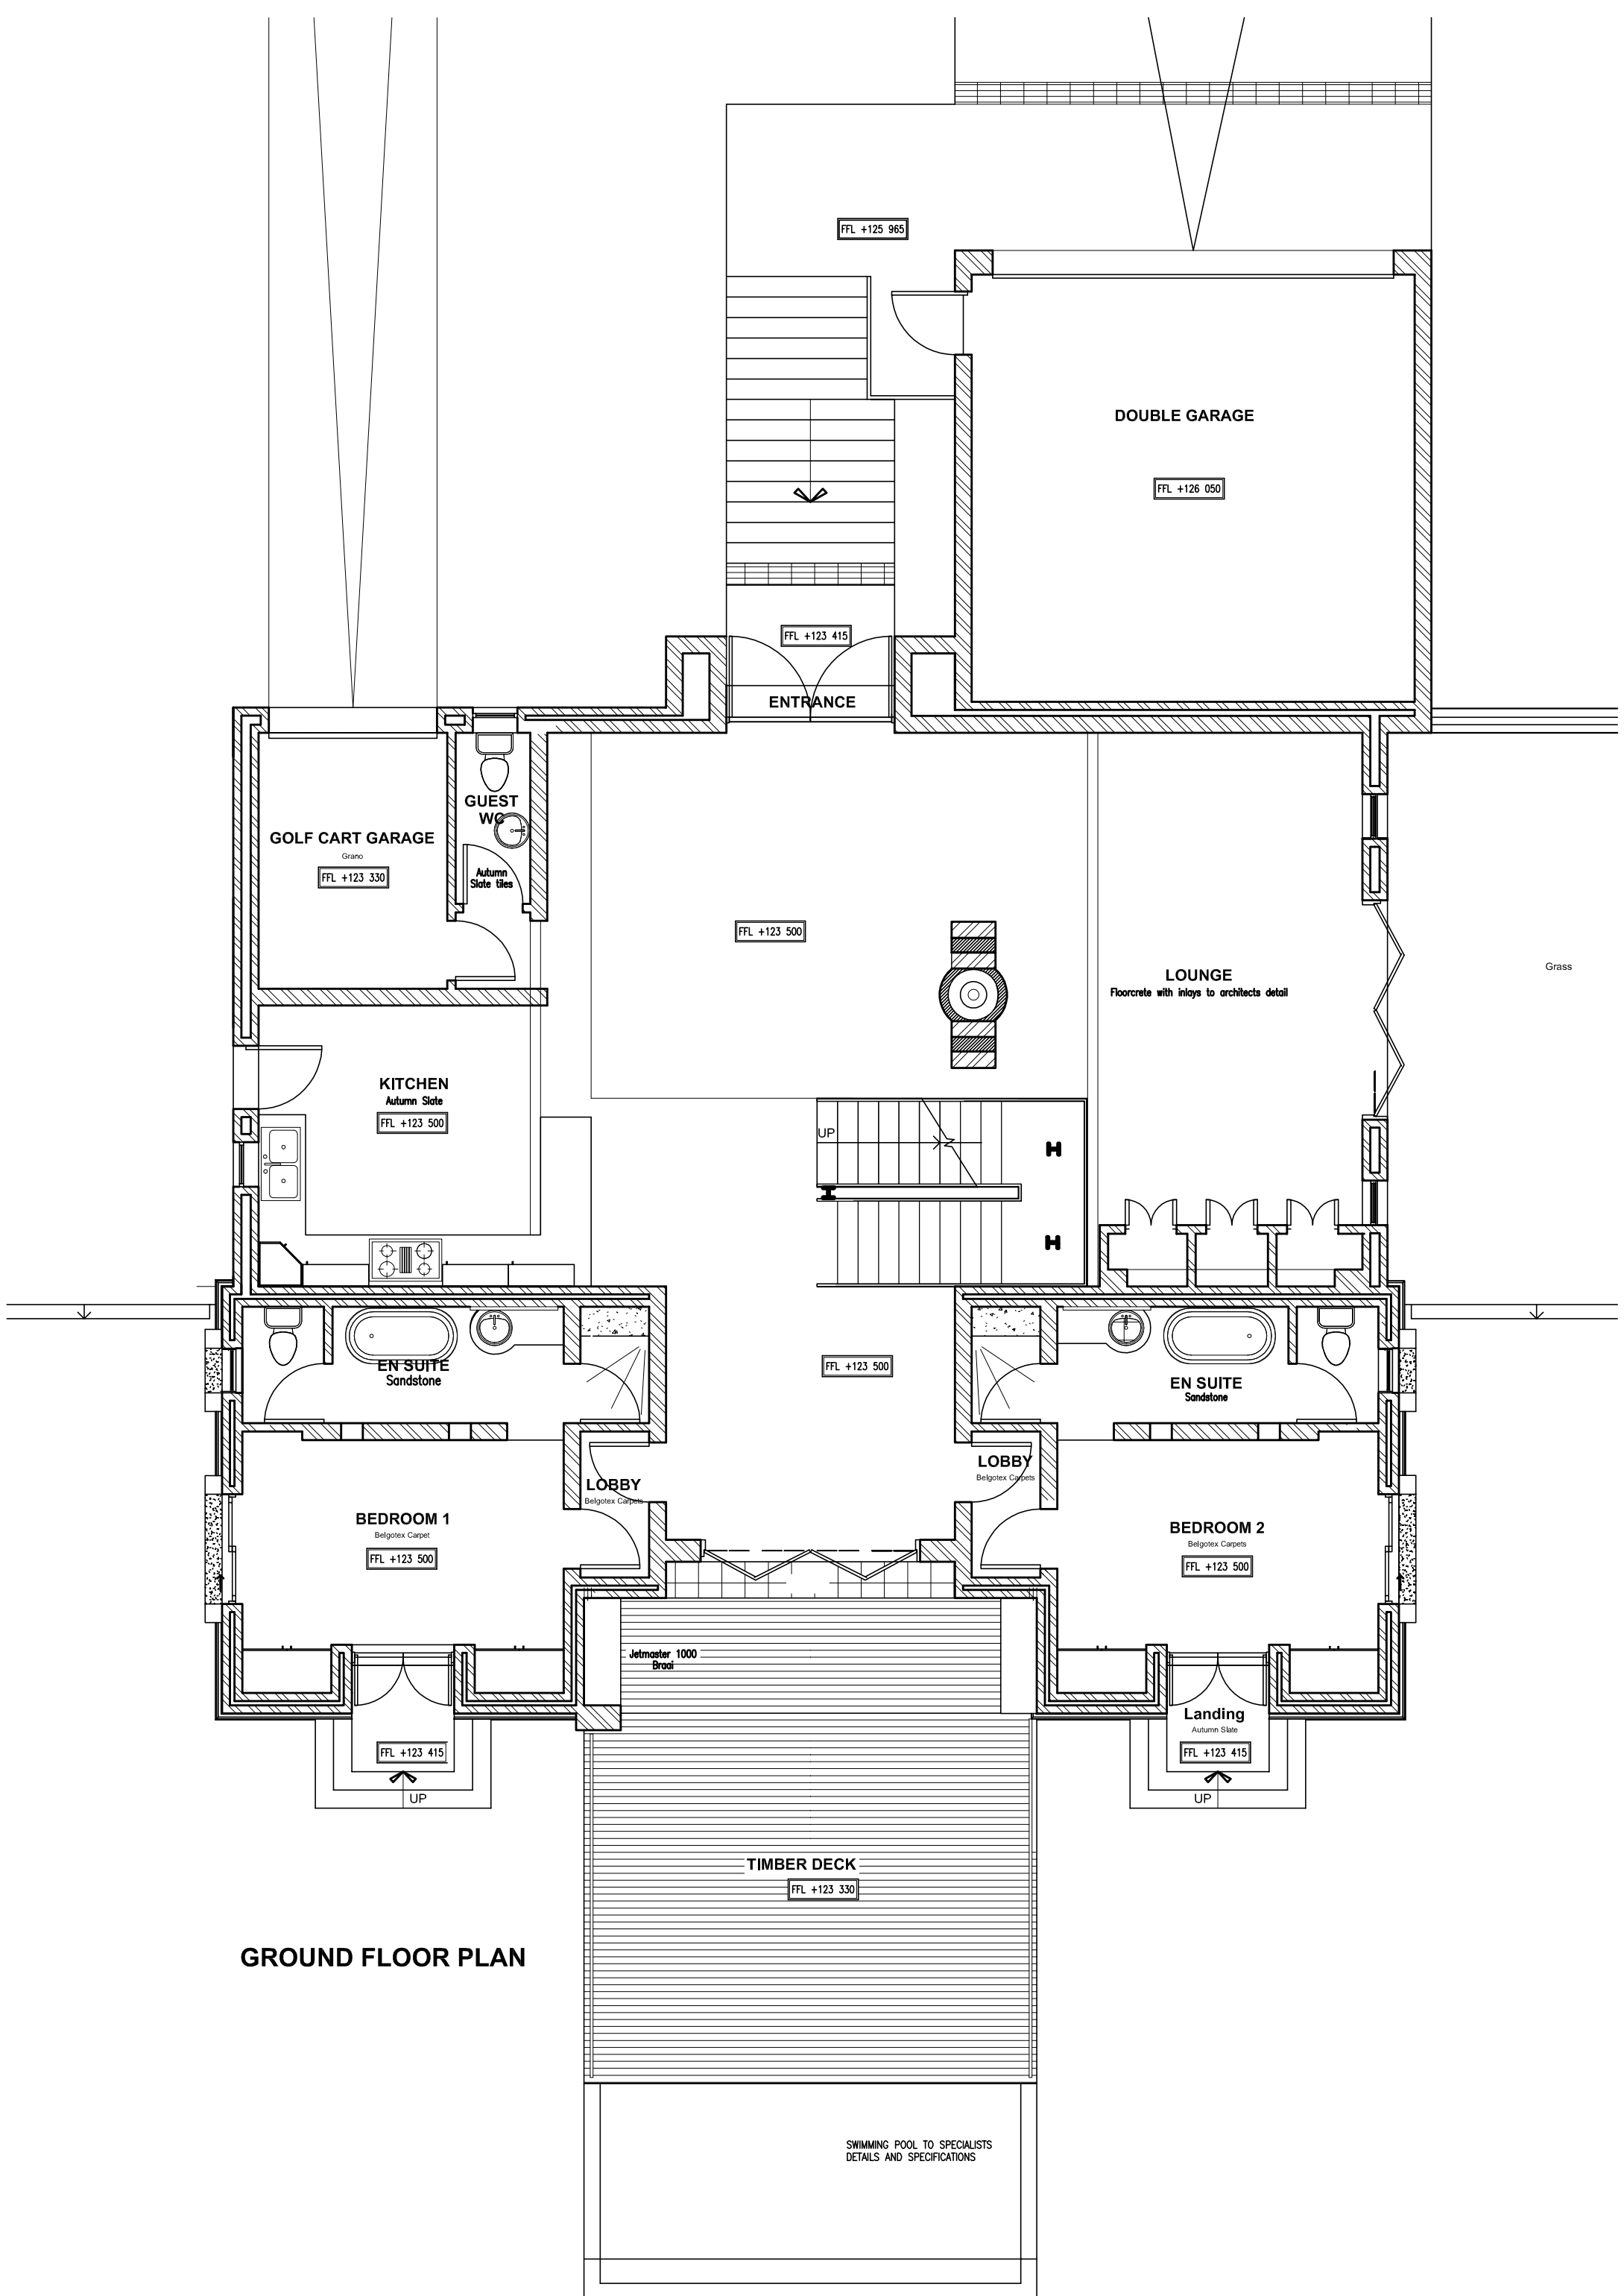 FFL +125 965
DOUBLE GARAGE
FFL +126 050
FFL +123 415
ENTRANCE
GUEST
WC
GOLF CART GARAGE
Grano
FFL +123 330
Autumn
Slate tiles
FFL +123 500
LOUNGE
Floorcrete with inlays to architects detail
Grass
KITCHEN
Autumn Slate
FFL +123 500
UP
EN SUITE
Sandstone
FFL +123 500
EN SUITE
Sandstone
LOBBY
Belgotex Carpets
LOBBY
Belgotex Carpets
BEDROOM 1
Belgotex Carpet
FFL +123 500
BEDROOM 2
Belgotex Carpets
FFL +123 500
Jetmaster 1000
Braai
Landing
Autumn Slate
FFL +123 415
FFL +123 415
UP
UP
TIMBER DECK
FFL +123 330
GROUND FLOOR PLAN
SWIMMING POOL TO SPECIALISTS
DETAILS AND SPECIFICATIONS